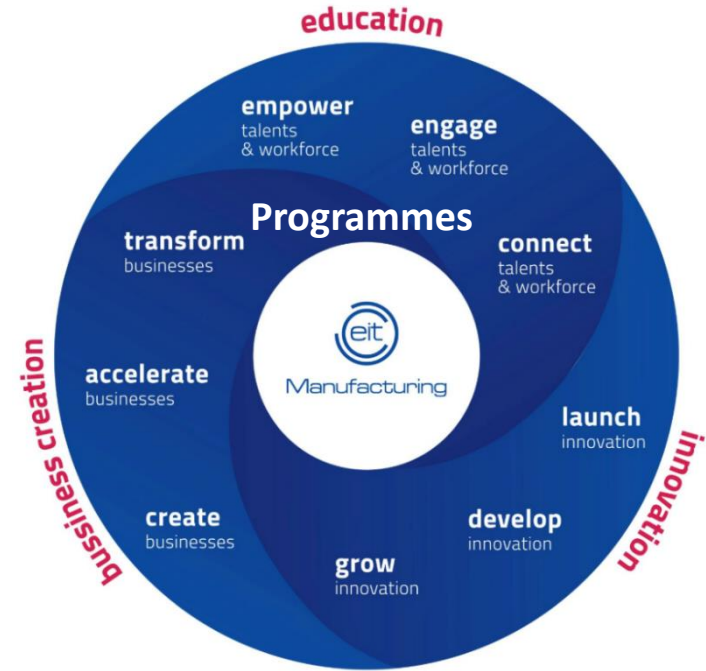 education
empower
talents
& workforce
engage
talents
& workforce
Programmes
transform
businesses
connect
talents
& workforce
eit
Manufacturing
accelerate
businesses
launch
innovation
create
businesses
develop
innovation
grow
innovation
bussiness creation
innovation